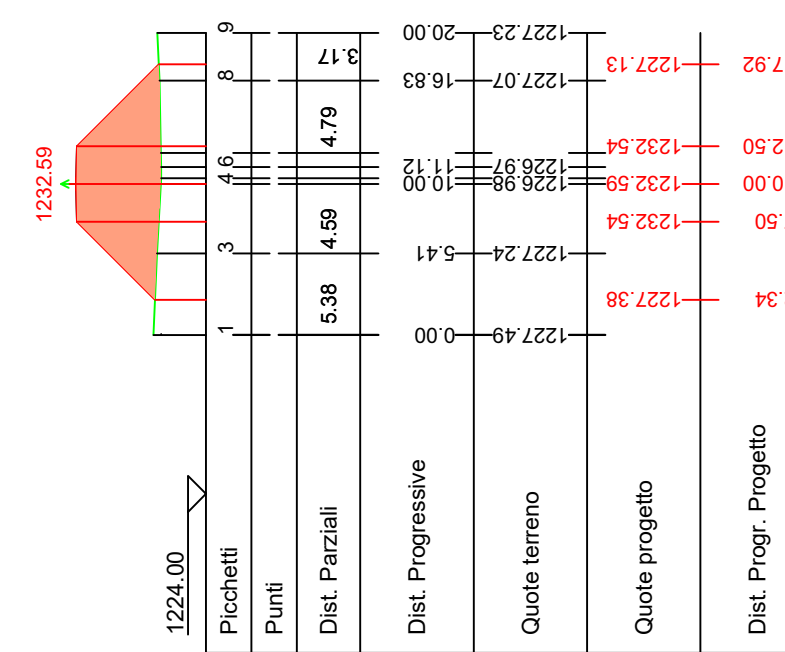 1232.59
1224.00
Picchetti 1 3 4 6 8 9
Punti
Dist. Parziali 5.38 4.59 4.79 3.17
Dist. Progressive 0.00 5.41 10.00 11.12 16.83 20.00
Quote terreno 1227.49 1227.24 1226.98 1226.97 1227.07 1227.23
Quote progetto 1227.38 1232.54 1232.59 1232.54 1227.13
Dist. Progr. Progetto .34 .50 0.00 2.50 7.92